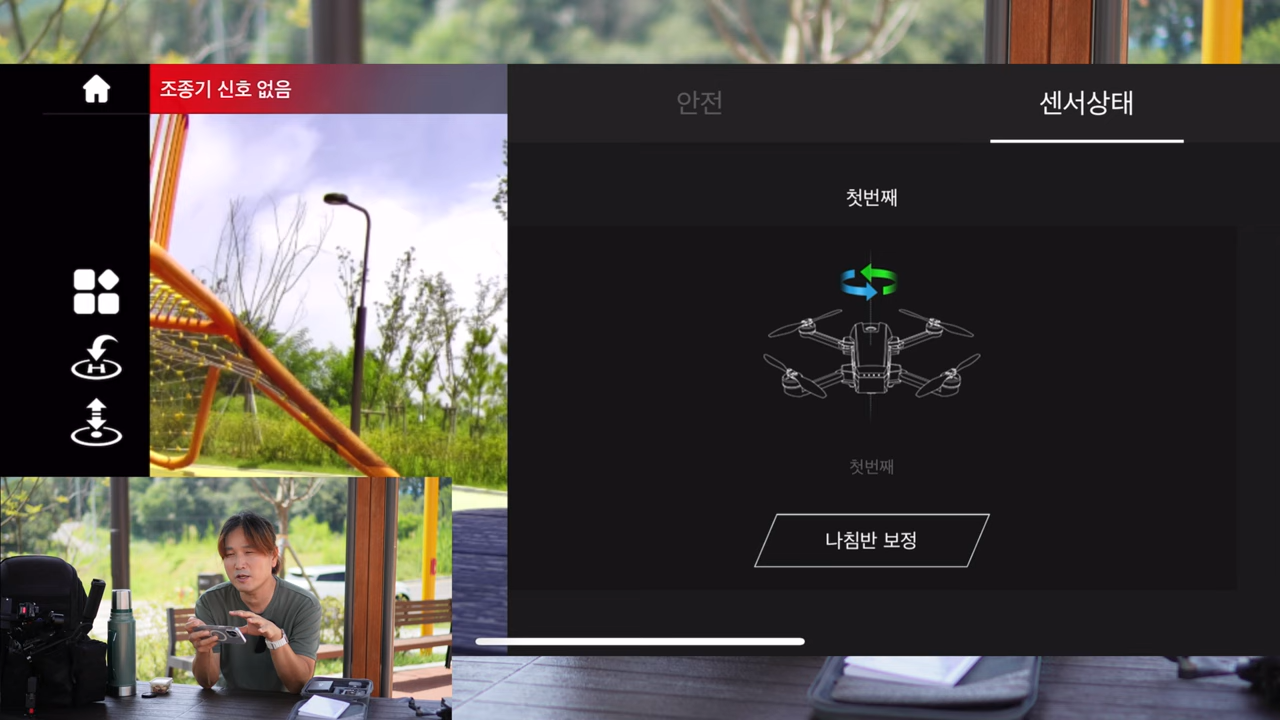 조종기 신호 없음
안전
센서상태
첫번째
첫번째
나침반 보정